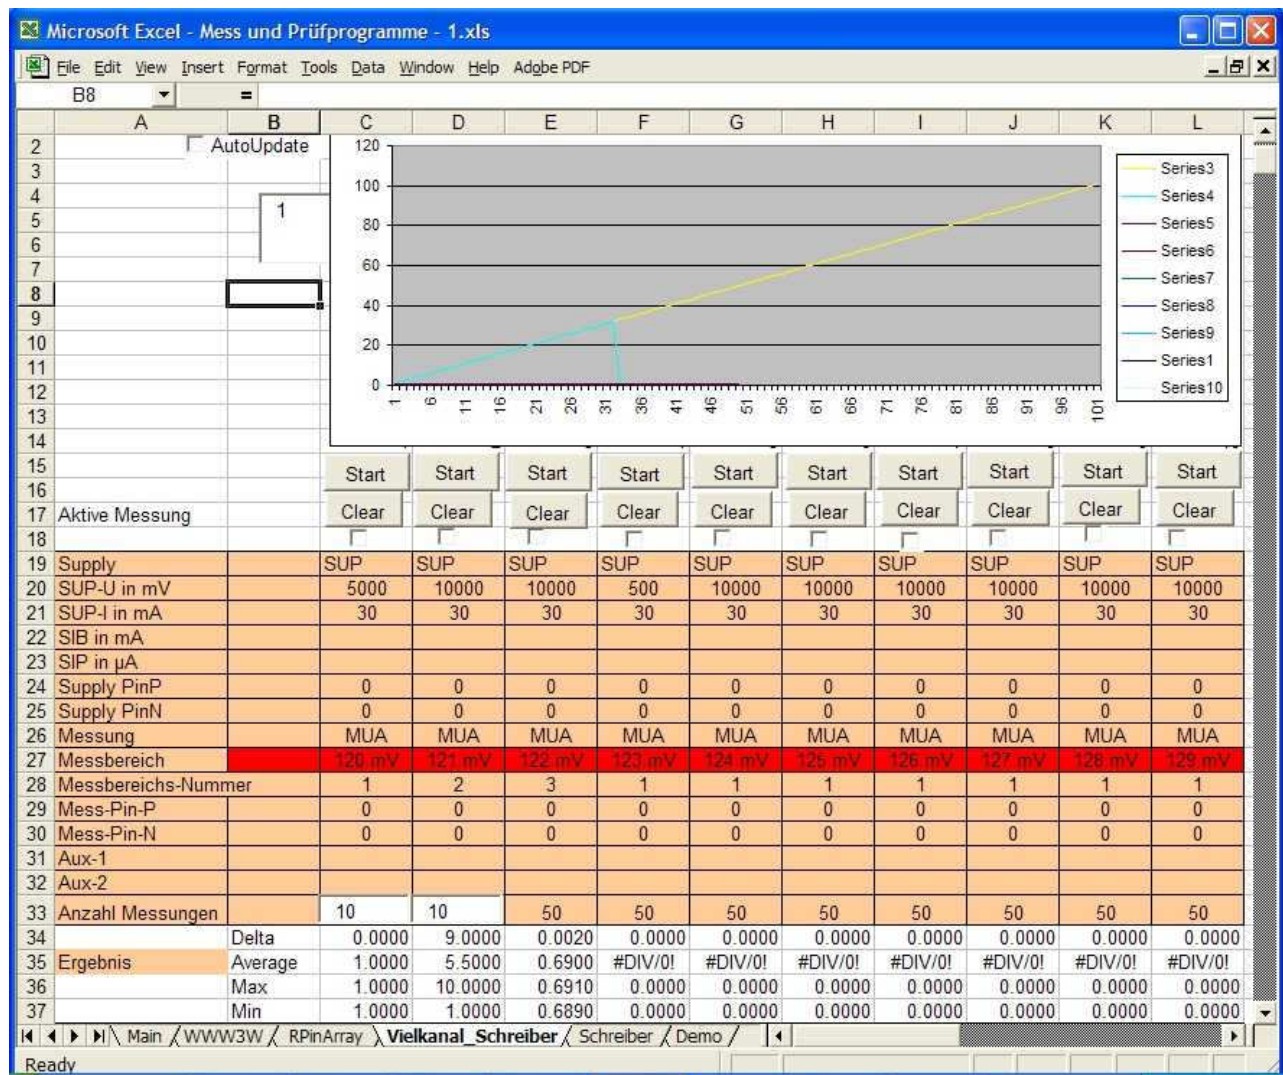 Microsoft Excel - Mess und Prüfprogramme - 1.xls
File Edit View Insert Format Tools Data Window Help Adobe PDF
B8 =
A B C D E F G H I J K L
2 AutoUpdate
3
4
5 1
6
7
8
9
10
11
12
13
14
120
100
80
60
40
20
0
1 6 11 16 21 26 31 36 41 46 51 56 61 66 71 76 81 86 91 96 101
Series3
Series4
Series5
Series6
Series7
Series8
Series9
Series1
Series10
15 Start Start Start Start Start Start Start Start Start Start
16
17 Aktive Messung Clear Clear Clear Clear Clear Clear Clear Clear Clear Clear
18
19 Supply SUP SUP SUP SUP SUP SUP SUP SUP SUP SUP
20 SUP-U in mV 5000 10000 10000 500 10000 10000 10000 10000 10000 10000
21 SUP-I in mA 30 30 30 30 30 30 30 30 30 30
22 SIB in mA
23 SIP in µA
24 Supply PinP 0 0 0 0 0 0 0 0 0 0
25 Supply PinN 0 0 0 0 0 0 0 0 0 0
26 Messung MUA MUA MUA MUA MUA MUA MUA MUA MUA MUA
27 Messbereich 120 mV 121 mV 122 mV 123 mV 124 mV 125 mV 126 mV 127 mV 128 mV 129 mV
28 Messbereichs-Nummer 1 2 3 1 1 1 1 1 1 1
29 Mess-Pin-P 0 0 0 0 0 0 0 0 0 0
30 Mess-Pin-N 0 0 0 0 0 0 0 0 0 0
31 Aux-1
32 Aux-2
33 Anzahl Messungen 10 10 50 50 50 50 50 50 50 50
34 Delta 0.0000 9.0000 0.0020 0.0000 0.0000 0.0000 0.0000 0.0000 0.0000 0.0000
35 Ergebnis Average 1.0000 5.5000 0.6900 #DIV/0! #DIV/0! #DIV/0! #DIV/0! #DIV/0! #DIV/0! #DIV/0!
36 Max 1.0000 10.0000 0.6910 0.0000 0.0000 0.0000 0.0000 0.0000 0.0000 0.0000
37 Min 1.0000 1.0000 0.6890 0.0000 0.0000 0.0000 0.0000 0.0000 0.0000 0.0000
Main WWW3W RPinArray Vielkanal_Schreiber Schreiber Demo
Ready